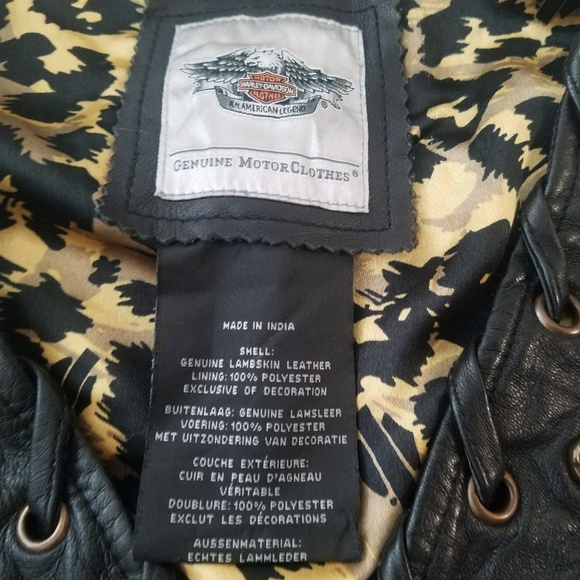 MOTOR
HARLEY-DAVIDSON
CLOTHES
AN AMERICAN LEGEND ®
GENUINE MOTORCLOTHES®
MADE IN INDIA
SHELL:
GENUINE LAMBSKIN LEATHER
LINING: 100% POLYESTER
EXCLUSIVE OF DECORATION
BUITENLAAG: GENUINE LAMSLEER
VOERING: 100% POLYESTER
MET UITZONDERING VAN DECORATIE
COUCHE EXTÉRIEURE:
CUIR EN PEAU D'AGNEAU
VÉRITABLE
DOUBLURE: 100% POLYESTER
EXCLUT LES DÉCORATIONS
AUSSENMATERIAL:
ECHTES LAMMLEDER